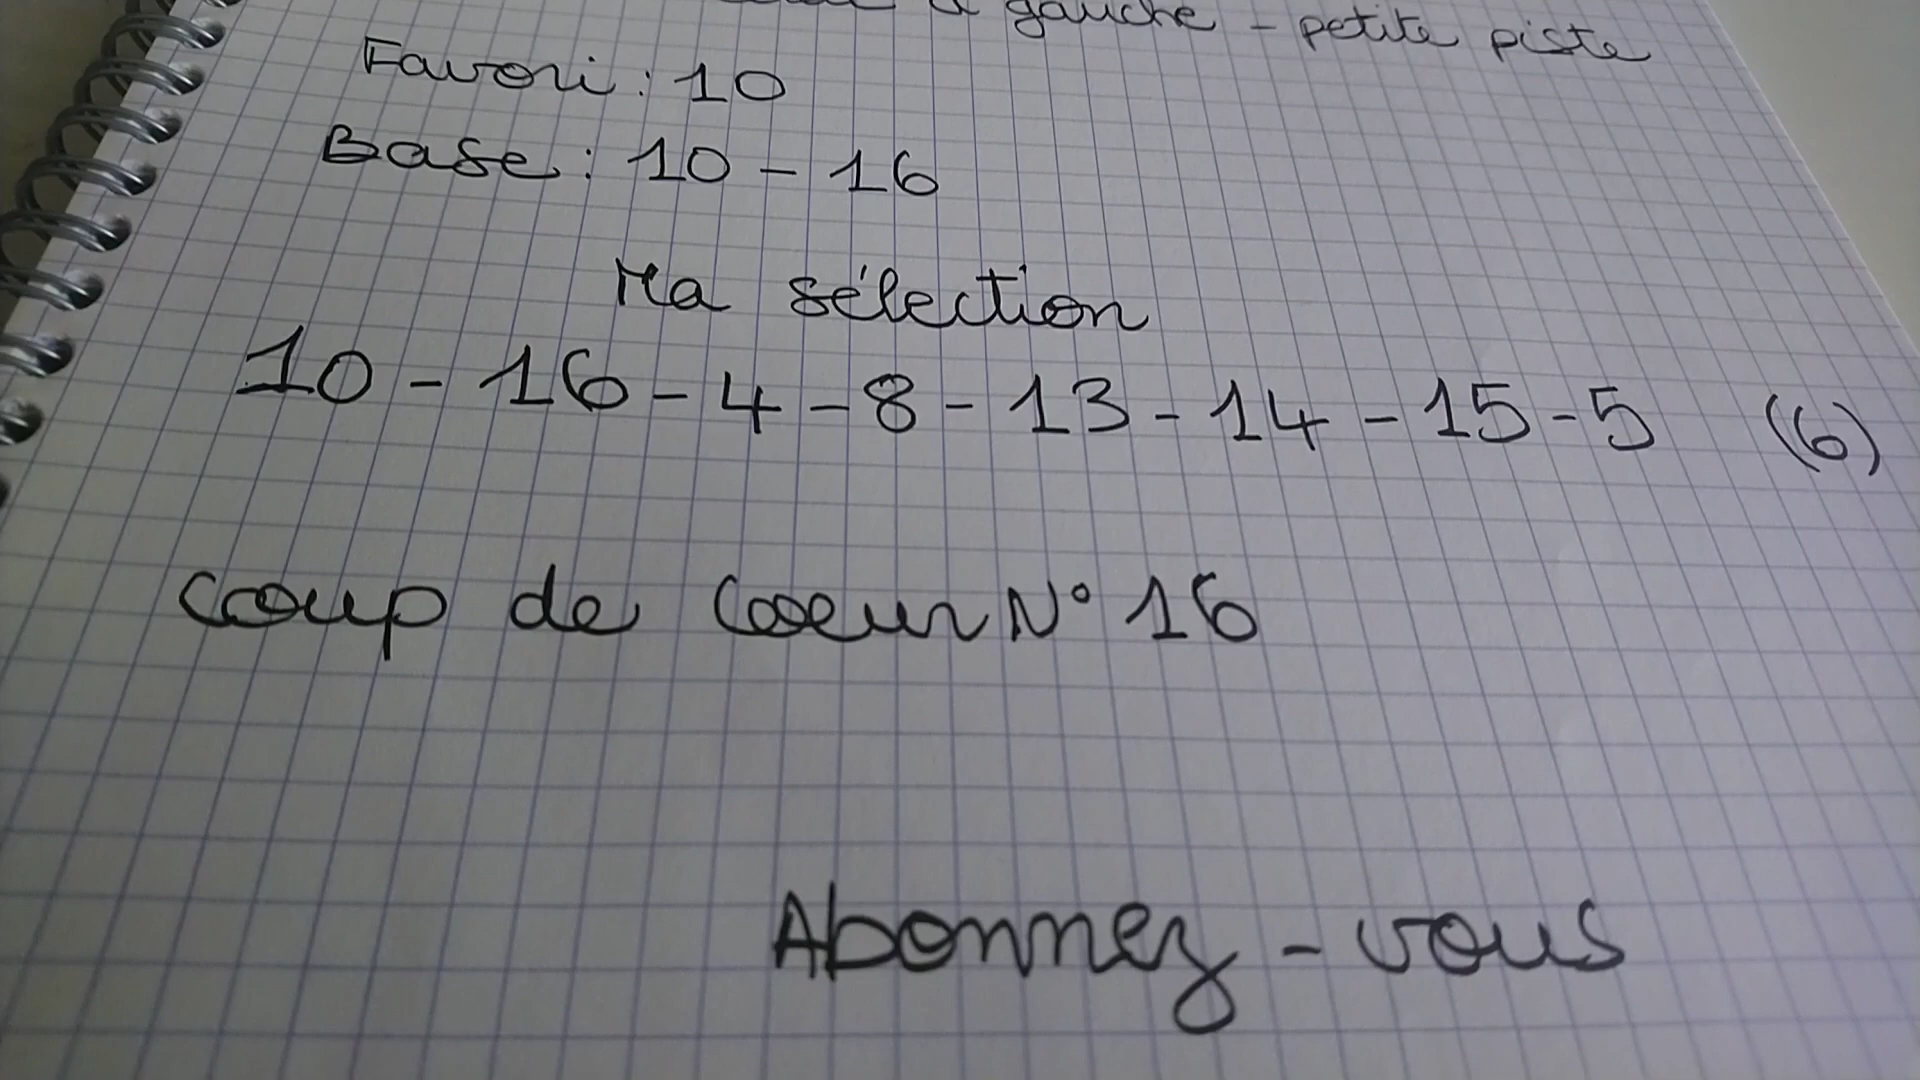 à gauche - petite piste
Favori : 10
Base : 10 - 16
Ma sélection
10 - 16 - 4 - 8 - 13 - 14 - 15 - 5 (6)
Coup de Coeur N° 16
Abonnez-vous